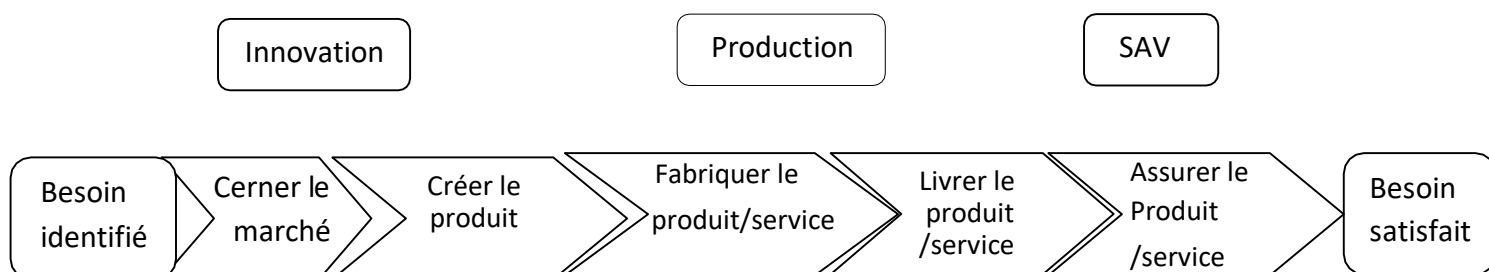 Innovation
Production
SAV
Besoin
identifié
Cerner le
marché
Créer le
produit
Fabriquer le
produit/service
Livrer le
produit
/service
Assurer le
Produit
/service
Besoin
satisfait